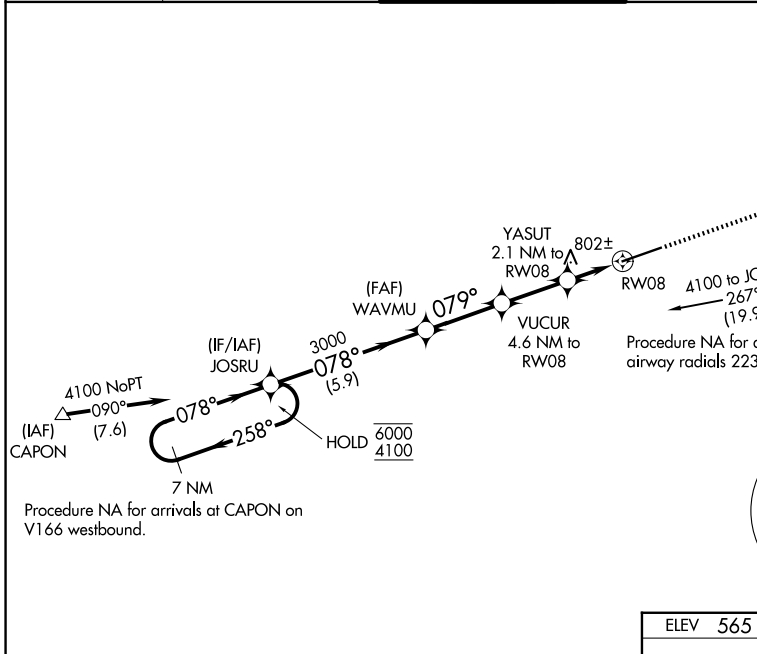 YASUT
2.1 NM to
RW08
802±
RW08
(FAF)
WAVMU
079°
VUCUR
4.6 NM to
RW08
4100 to JO
267°
(19.9
Procedure NA for
airway radials 223
(IF/IAF)
JOSRU
3000
078°
(5.9)
4100 NoPT
090°
(7.6)
(IAF)
CAPON
078°
258°
HOLD
6000
4100
7 NM
Procedure NA for arrivals at CAPON on
V166 westbound.
ELEV 565